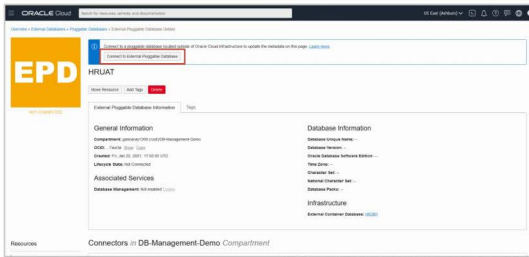 ORACLE Cloud
Search for resources, services, and documentation
US East (Ashburn)
Overview » External Databases » Pluggable Databases » External Pluggable Database Details
Connect to a pluggable database located outside of Oracle Cloud Infrastructure to update the metadata on this page. Learn more.
Connect to External Pluggable Database
EPD
HRUAT
Move Resource
Add Tags
Delete
NOT CONNECTED
External Pluggable Database Information
Tags
General Information
Database Information
Database Unique Name: --
Database Version: --
Created: Fri, Jan 22, 2021,
Oracle Database Software Edition: --
Lifecycle State: Not Connected
Time Zone: --
Character Set: --
Associated Services
National Character Set: --
Database Management: Not enabled
Database Packs: --
Infrastructure
External Container Database:
Resources
Connectors in DB-Management-Demo Compartment